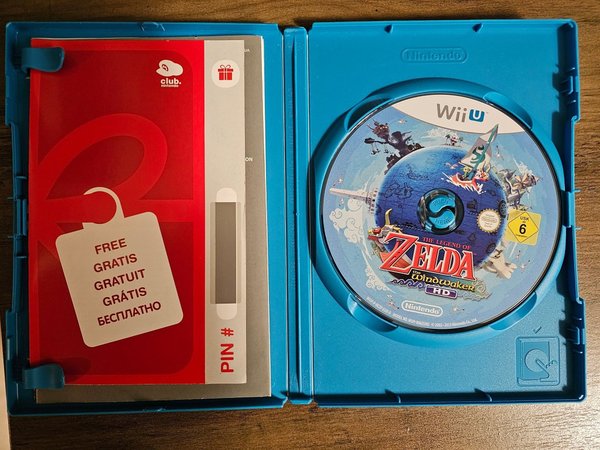 club.
nintendo
FREE
GRATIS
GRATUIT
GRÁTIS
БЕСПЛАТНО
PIN #
Nintendo
Wii U
THE LEGEND OF
ZELDA
THE WIND WAKER
HD
USK
6
Nintendo